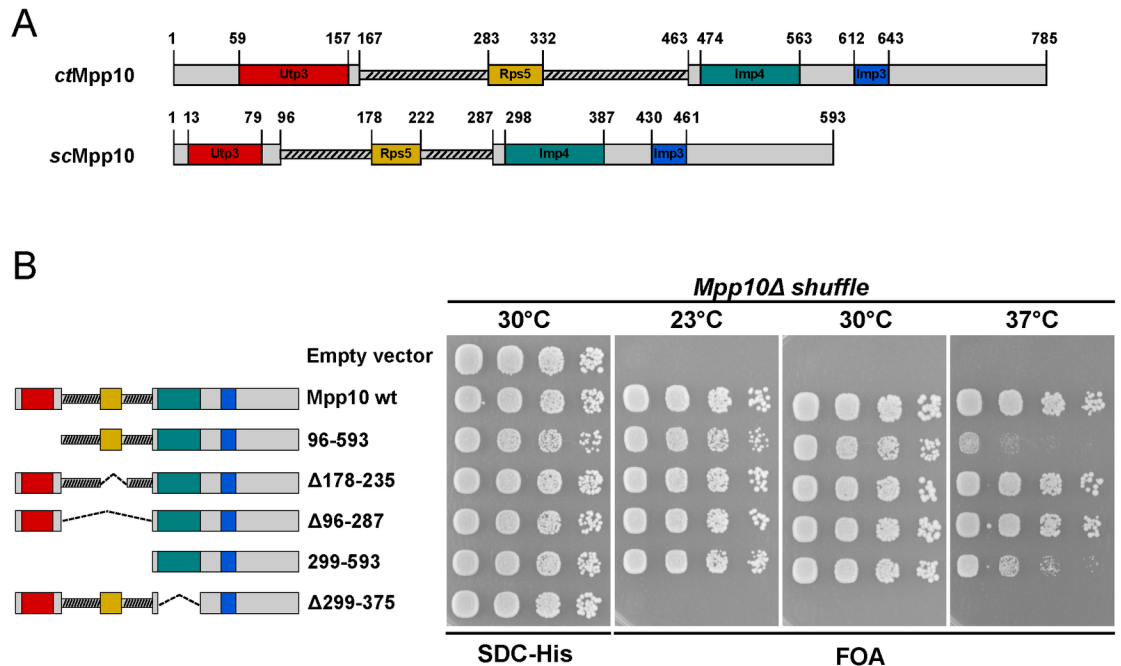 A
1 59 157 167 283 332 463 474 563 612 643 785
ctMpp10 Utp3 Rps5 Imp4 Imp3
1 13 79 96 178 222 287 298 387 430 461 593
scMpp10 Utp3 Rps5 Imp4 Imp3
B
Mpp10Δ shuffle
30°C 23°C 30°C 37°C
Empty vector
Mpp10 wt
96-593
Δ178-235
Δ96-287
299-593
Δ299-375
SDC-His FOA